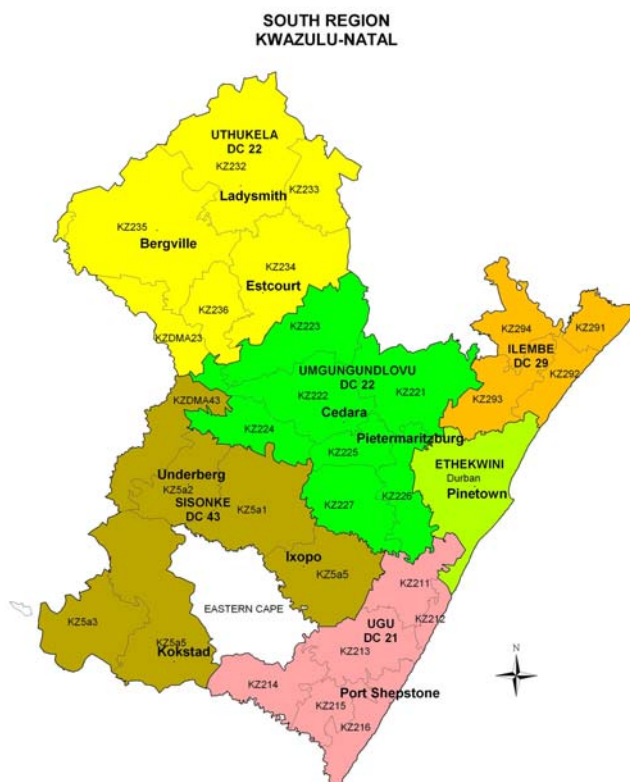 SOUTH REGION
KWAZULU-NATAL
UTHUKELA
DC 22
KZ232
KZ233
Ladysmith
KZ235
Bergville
KZ234
Estcourt
KZ236
KZDMA23
KZ223
KZ294
KZ291
ILEMBE
DC 29
KZ292
KZ293
UMGUNGUNDLOVU
DC 22
KZ222
KZ221
Cedara
KZDMA43
KZ224
Pietermaritzburg
KZ225
ETHEKWINI
Durban
Pinetown
Underberg
KZ5a2
SISONKE
DC 43
KZ5a1
KZ227
KZ226
Ixopo
KZ5a5
KZ211
EASTERN CAPE
KZ212
UGU
DC 21
KZ213
KZ5a3
KZ5a5
Kokstad
KZ214
Port Shepstone
KZ215
KZ216
N